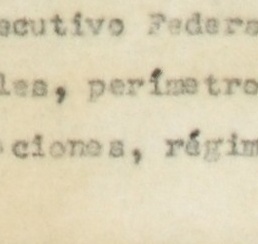 ecutivo Federa
les, perímetro
ciones, régim